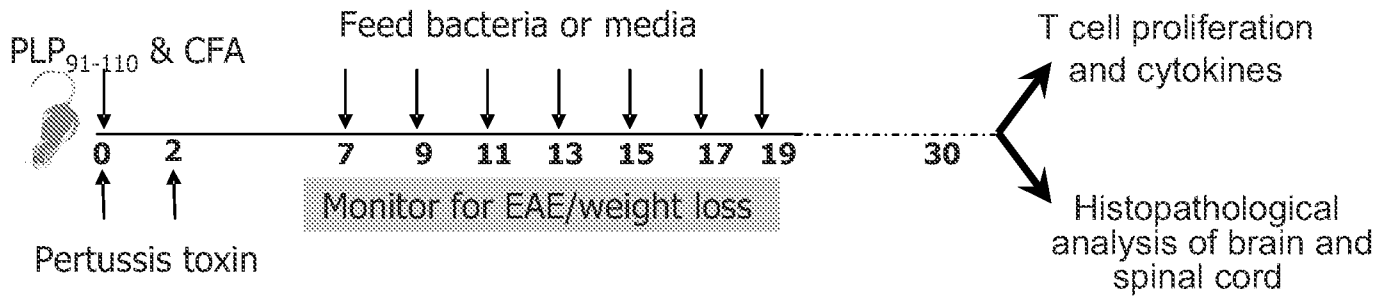 Feed bacteria or media
PLP91-110 & CFA
T cell proliferation
and cytokines
0 2 7 9 11 13 15 17 19 30
Monitor for EAE/weight loss
Pertussis toxin
Histopathological
analysis of brain and
spinal cord